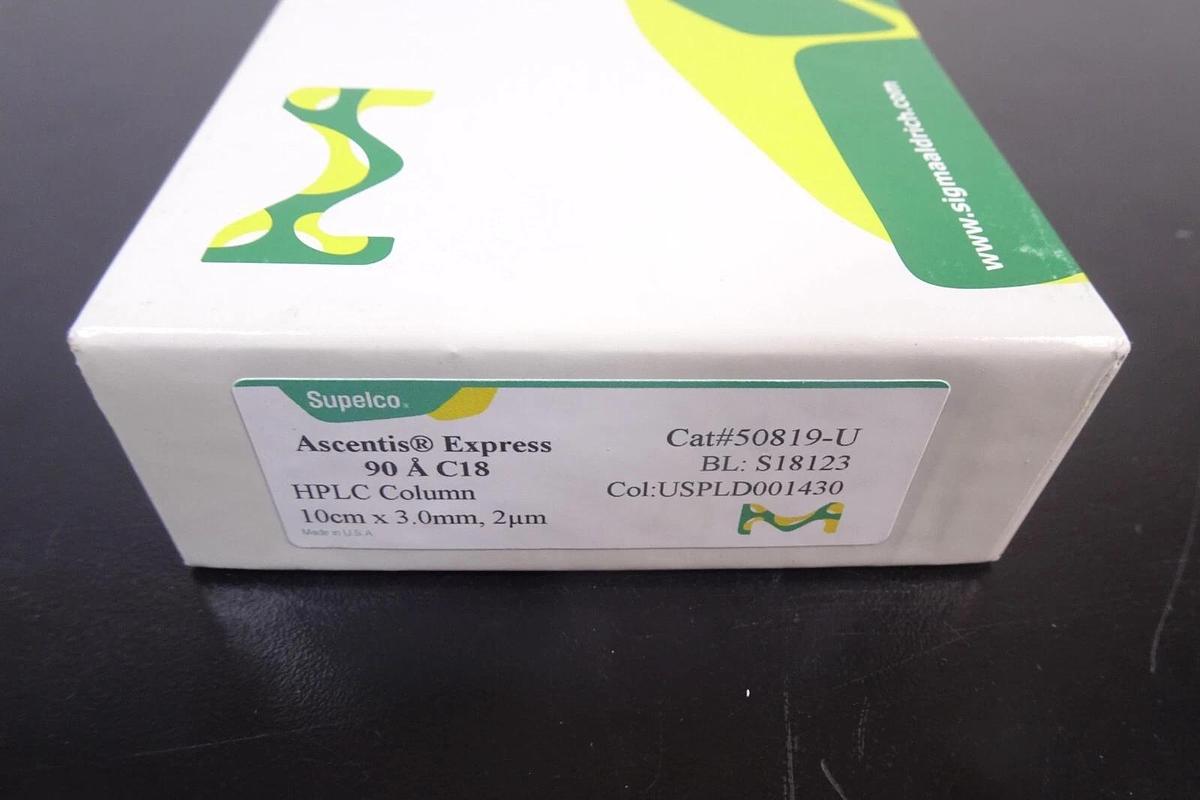 www.sigmaaldrich.com
Supelco®
Ascentis® Express
90 Å C18
HPLC Column
10cm x 3.0mm, 2µm
Made in U.S.A
Cat#50819-U
BL: S18123
Col:USPLD001430